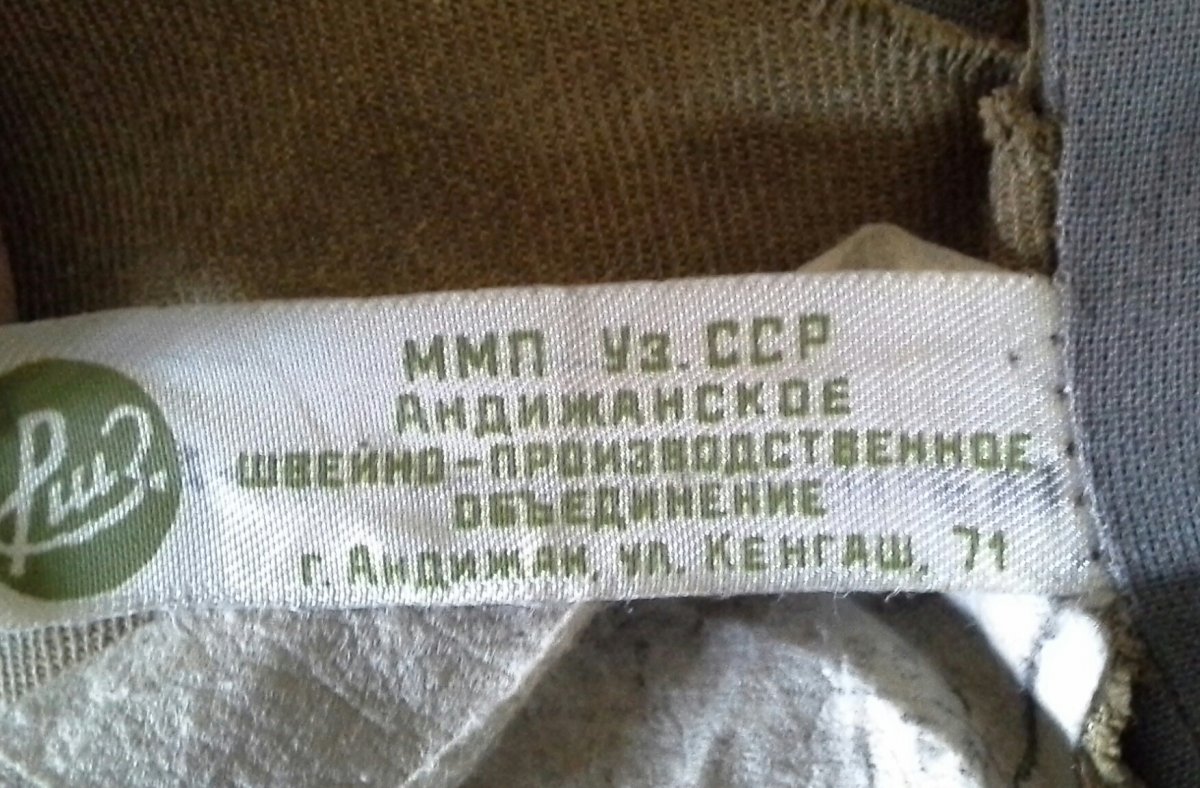 ММП Уз. ССР
АНДИЖАНСКОЕ
ШВЕЙНО-ПРОИЗВОДСТВЕННОЕ
ОБЪЕДИНЕНИЕ
г. АНДИЖАН, ул. КЕНГАШ, 71